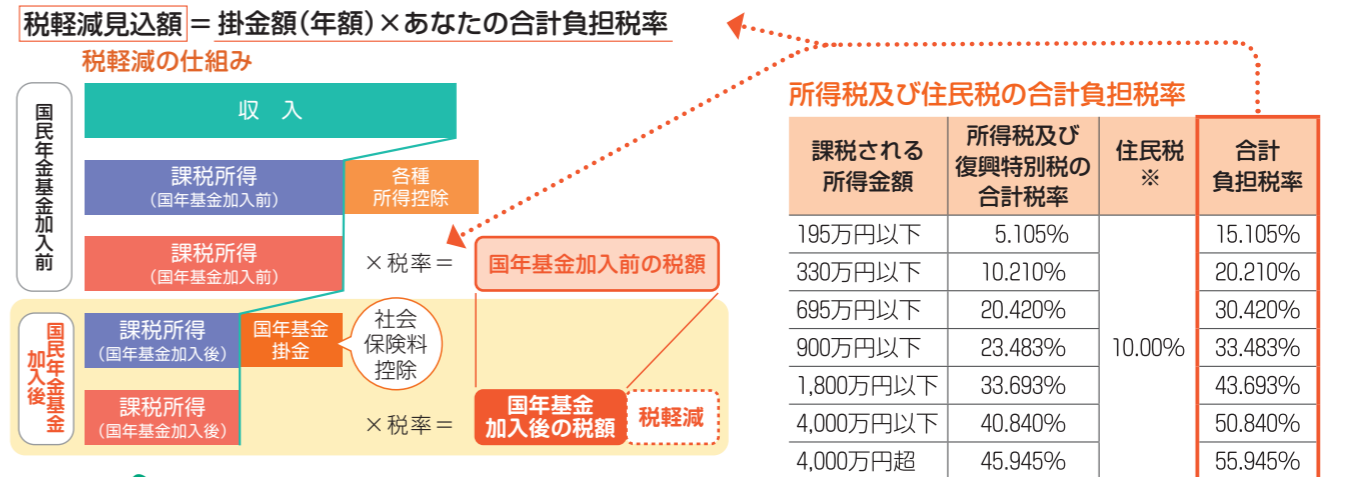 税軽減見込額＝掛金額（年額）×あなたの合計負担税率
税軽減の仕組み
国民年金基金加入前
収 入
課税所得
（国年基金加入前）
各種
所得控除
課税所得
（国年基金加入前）
×税率＝
国年基金加入前の税額
国民年金基金
加入後
課税所得
（国年基金加入後）
国年基金
掛金
社会
保険料
控除
課税所得
（国年基金加入後）
×税率＝
国年基金
加入後の税額
税軽減
所得税及び住民税の合計負担税率
課税される
所得金額
所得税及び
復興特別税の
合計税率
住民税
※
合計
負担税率
195万円以下 5.105% 15.105%
330万円以下 10.210% 20.210%
695万円以下 20.420% 30.420%
900万円以下 23.483% 10.00% 33.483%
1,800万円以下 33.693% 43.693%
4,000万円以下 40.840% 50.840%
4,000万円超 45.945% 55.945%